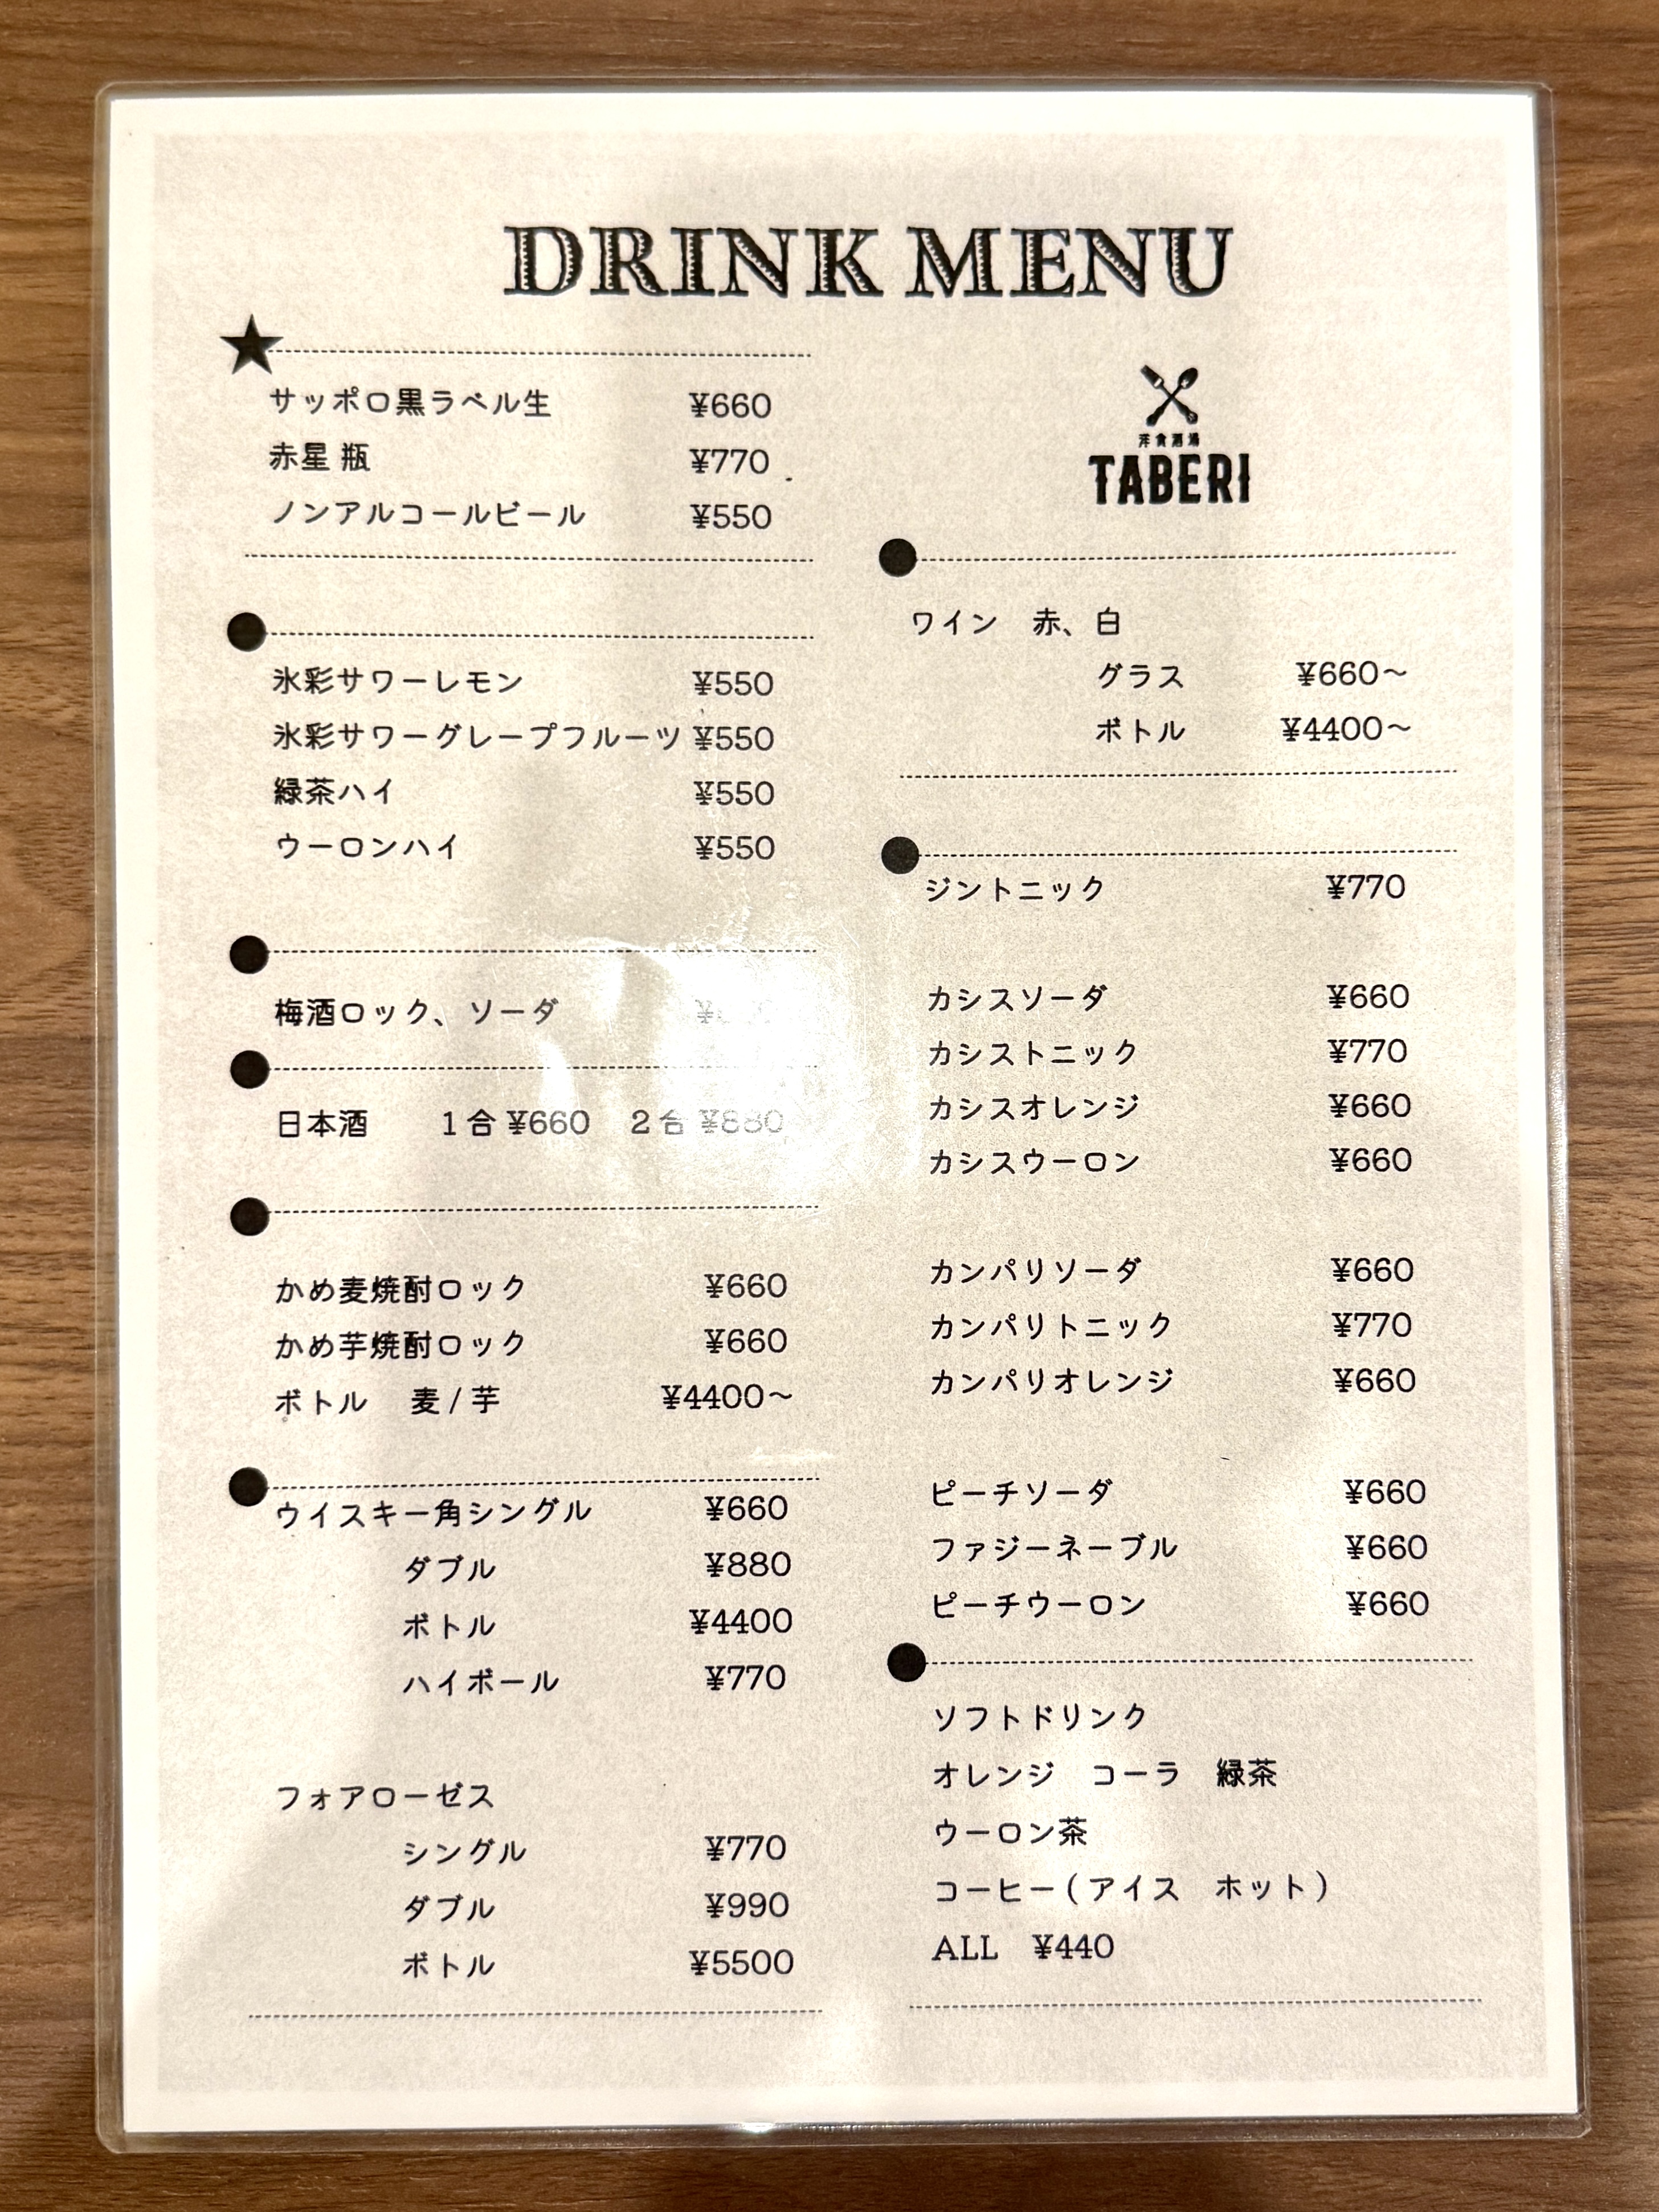 DRINK MENU
サッポロ黒ラベル生 ¥660
赤星 瓶 ¥770
ノンアルコールビール ¥550
氷彩サワーレモン ¥550
氷彩サワーグレープフルーツ ¥550
緑茶ハイ ¥550
ウーロンハイ ¥550
梅酒ロック、ソーダ
日本酒 1合 ¥660 2合 ¥880
かめ麦焼酎ロック ¥660
かめ芋焼酎ロック ¥660
ボトル 麦 / 芋 ¥4400〜
ウイスキー角シングル ¥660
ダブル ¥880
ボトル ¥4400
ハイボール ¥770
フォアローゼス
シングル ¥770
ダブル ¥990
ボトル ¥5500
洋食酒場
TABERI
ワイン 赤、白
グラス ¥660〜
ボトル ¥4400〜
ジントニック ¥770
カシスソーダ ¥660
カシストニック ¥770
カシスオレンジ ¥660
カシスウーロン ¥660
カンパリソーダ ¥660
カンパリトニック ¥770
カンパリオレンジ ¥660
ピーチソーダ ¥660
ファジーネーブル ¥660
ピーチウーロン ¥660
ソフトドリンク
オレンジ コーラ 緑茶
ウーロン茶
コーヒー ( アイス ホット )
ALL ¥440